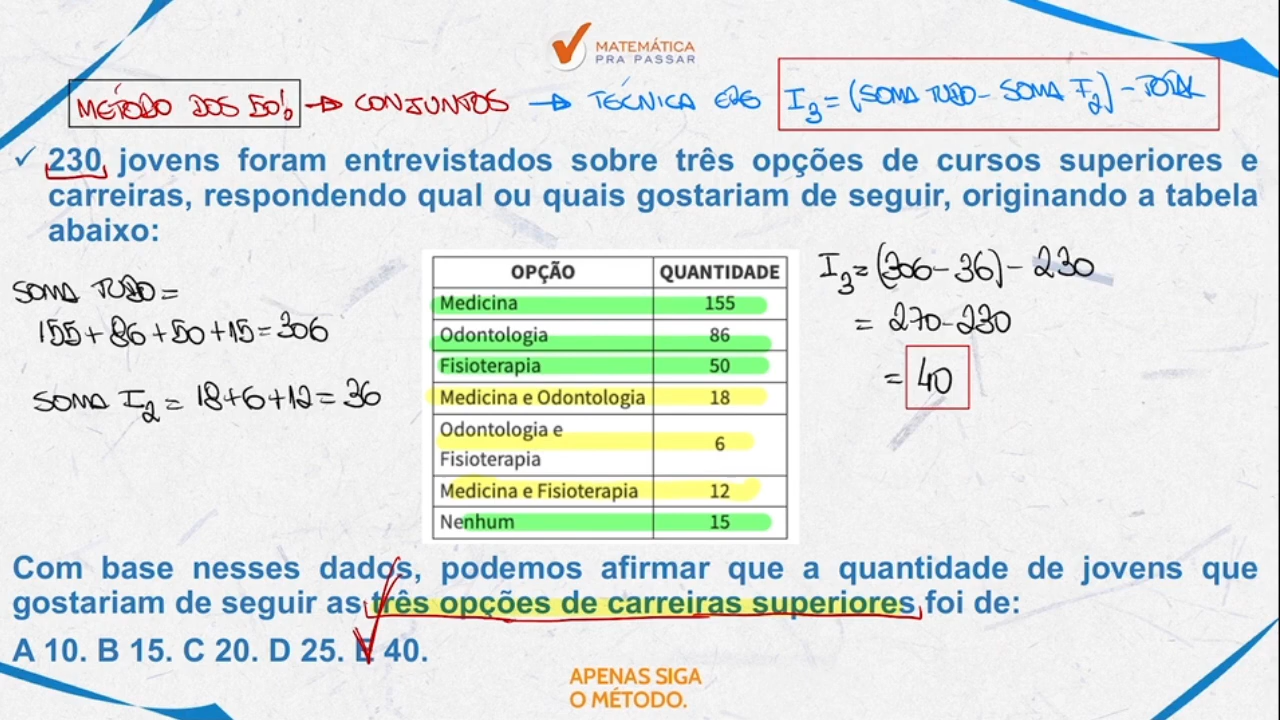 MATEMÁTICA
PRA PASSAR
MÉTODO DOS 50% → CONJUNTOS → TÉCNICA I₃ = (SOMA TUDO - SOMA I₂) - TOTAL
✓ 230 jovens foram entrevistados sobre três opções de cursos superiores e
carreiras, respondendo qual ou quais gostariam de seguir, originando a tabela
abaixo:
SOMA TUDO =
155+86+50+15=306
SOMA I₂ = 18+6+12=36
OPÇÃO QUANTIDADE
Medicina 155
Odontologia 86
Fisioterapia 50
Medicina e Odontologia 18
Odontologia e
Fisioterapia 6
Medicina e Fisioterapia 12
Nenhum 15
I₃=(306-36)-230
= 270-230
= 40
Com base nesses dados, podemos afirmar que a quantidade de jovens que
gostariam de seguir as três opções de carreiras superiores foi de:
A 10. B 15. C 20. D 25. E 40.
APENAS SIGA
O MÉTODO.